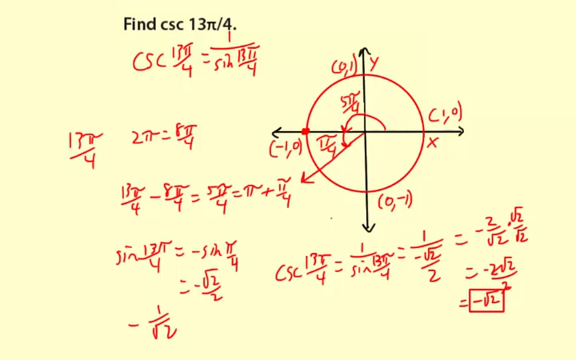 Find csc 13π/4.
csc 13π/4 = 1/sin 13π/4
13π/4
2π = 8π/4
13π/4 - 8π/4 = 5π/4 = π + π/4
sin 13π/4 = -sin π/4
= -√2/2
- 1/√2
(0,1) y
5π/4
(1,0)
(-1,0) π/4
x
(0,-1)
csc 13π/4 = 1/sin 13π/4 = 1/(-√2/2) = -2/√2 · √2/√2
= -2√2/2
= -√2